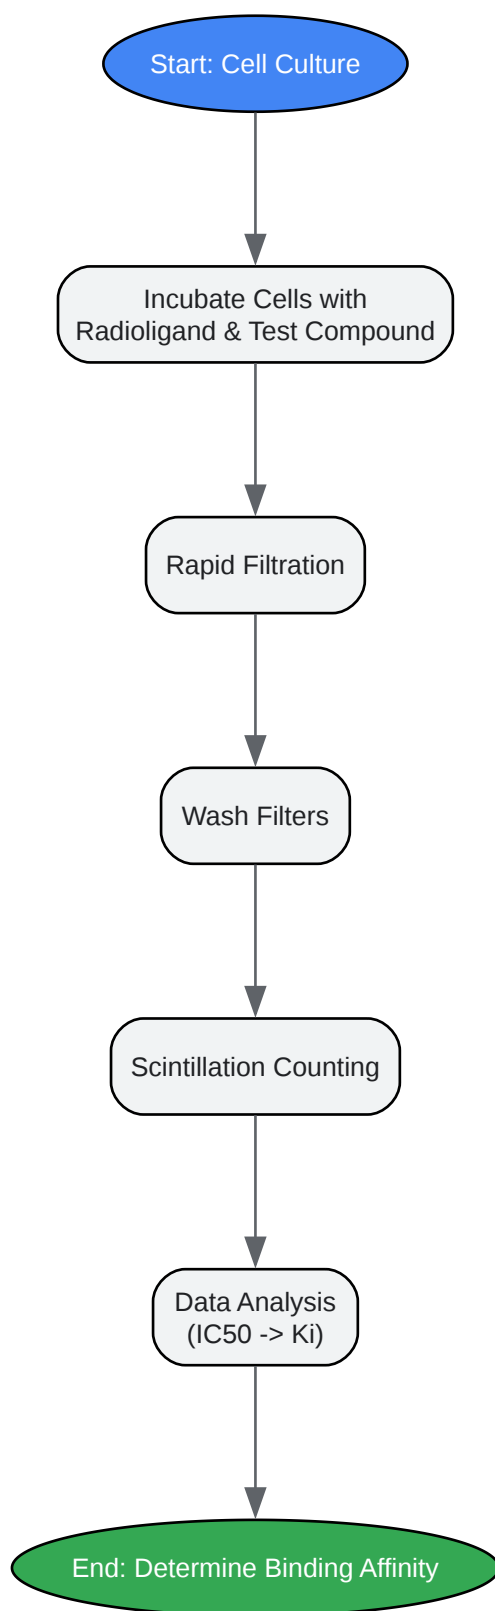 Start: Cell Culture
Incubate Cells with
Radioligand & Test Compound
Rapid Filtration
Wash Filters
Scintillation Counting
Data Analysis
(IC50 -> Ki)
End: Determine Binding Affinity